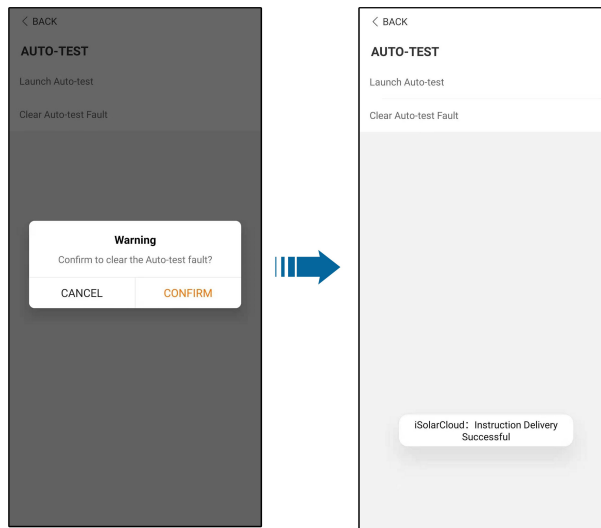 < BACK
AUTO-TEST
Launch Auto-test
Clear Auto-test Fault
Warning
Confirm to clear the Auto-test fault?
CANCEL
CONFIRM
< BACK
AUTO-TEST
Launch Auto-test
Clear Auto-test Fault
iSolarCloud：Instruction Delivery
Successful